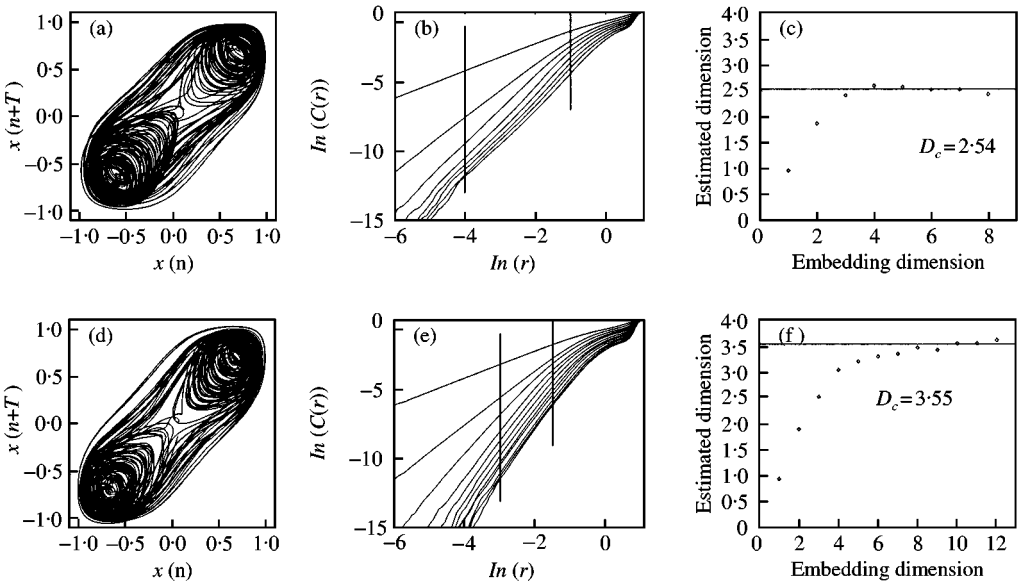 (a)
x (n+T)
1·0
0·5
0·0
−0·5
−1·0
−1·0 −0·5 0·0 0·5 1·0
x (n)
(b)
In (C(r))
0
−5
−10
−15
−6 −4 −2 0
In (r)
(c)
Estimated dimension
4·0
3·5
3·0
2·5
2·0
1·5
1·0
0·5
0
D_c=2·54
0 2 4 6 8
Embedding dimension
(d)
x (n+T)
1·0
0·5
0·0
−0·5
−1·0
−1·0 −0·5 0·0 0·5 1·0
x (n)
(e)
In (C(r))
0
−5
−10
−15
−6 −4 −2 0
In (r)
(f)
Estimated dimension
4·0
3·5
3·0
2·5
2·0
1·5
1·0
0·5
0
D_c=3·55
0 2 4 6 8 10 12
Embedding dimension